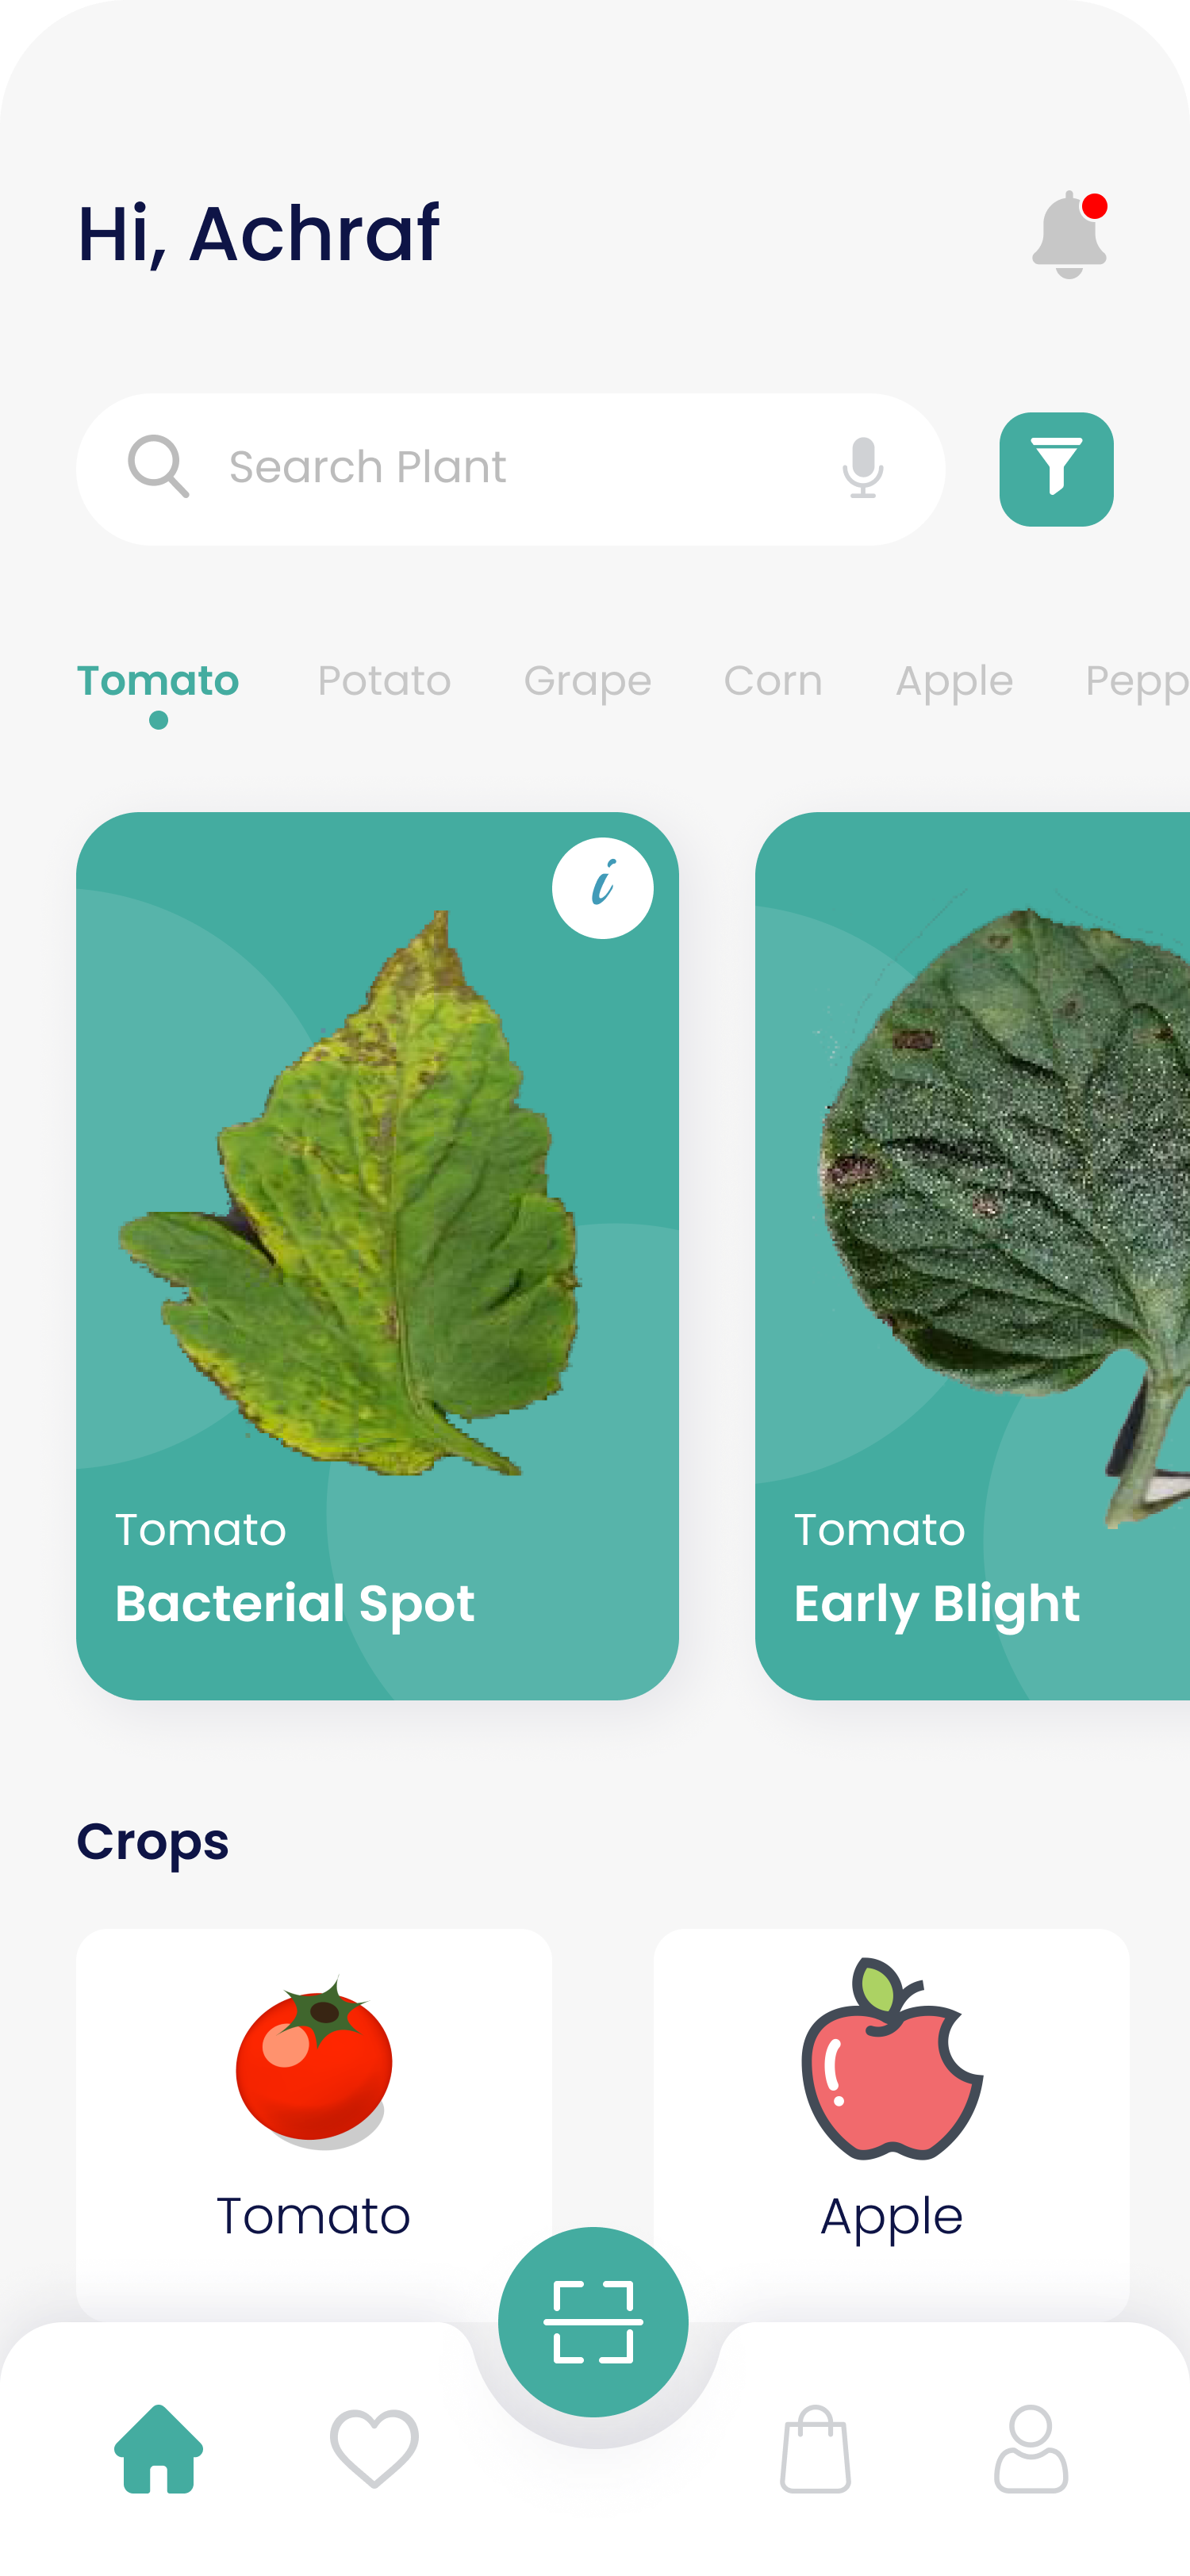 Hi, Achraf
Search Plant
Tomato Potato Grape Corn Apple Pepp
i
Tomato
Bacterial Spot
Tomato
Early Blight
Crops
Tomato
Apple